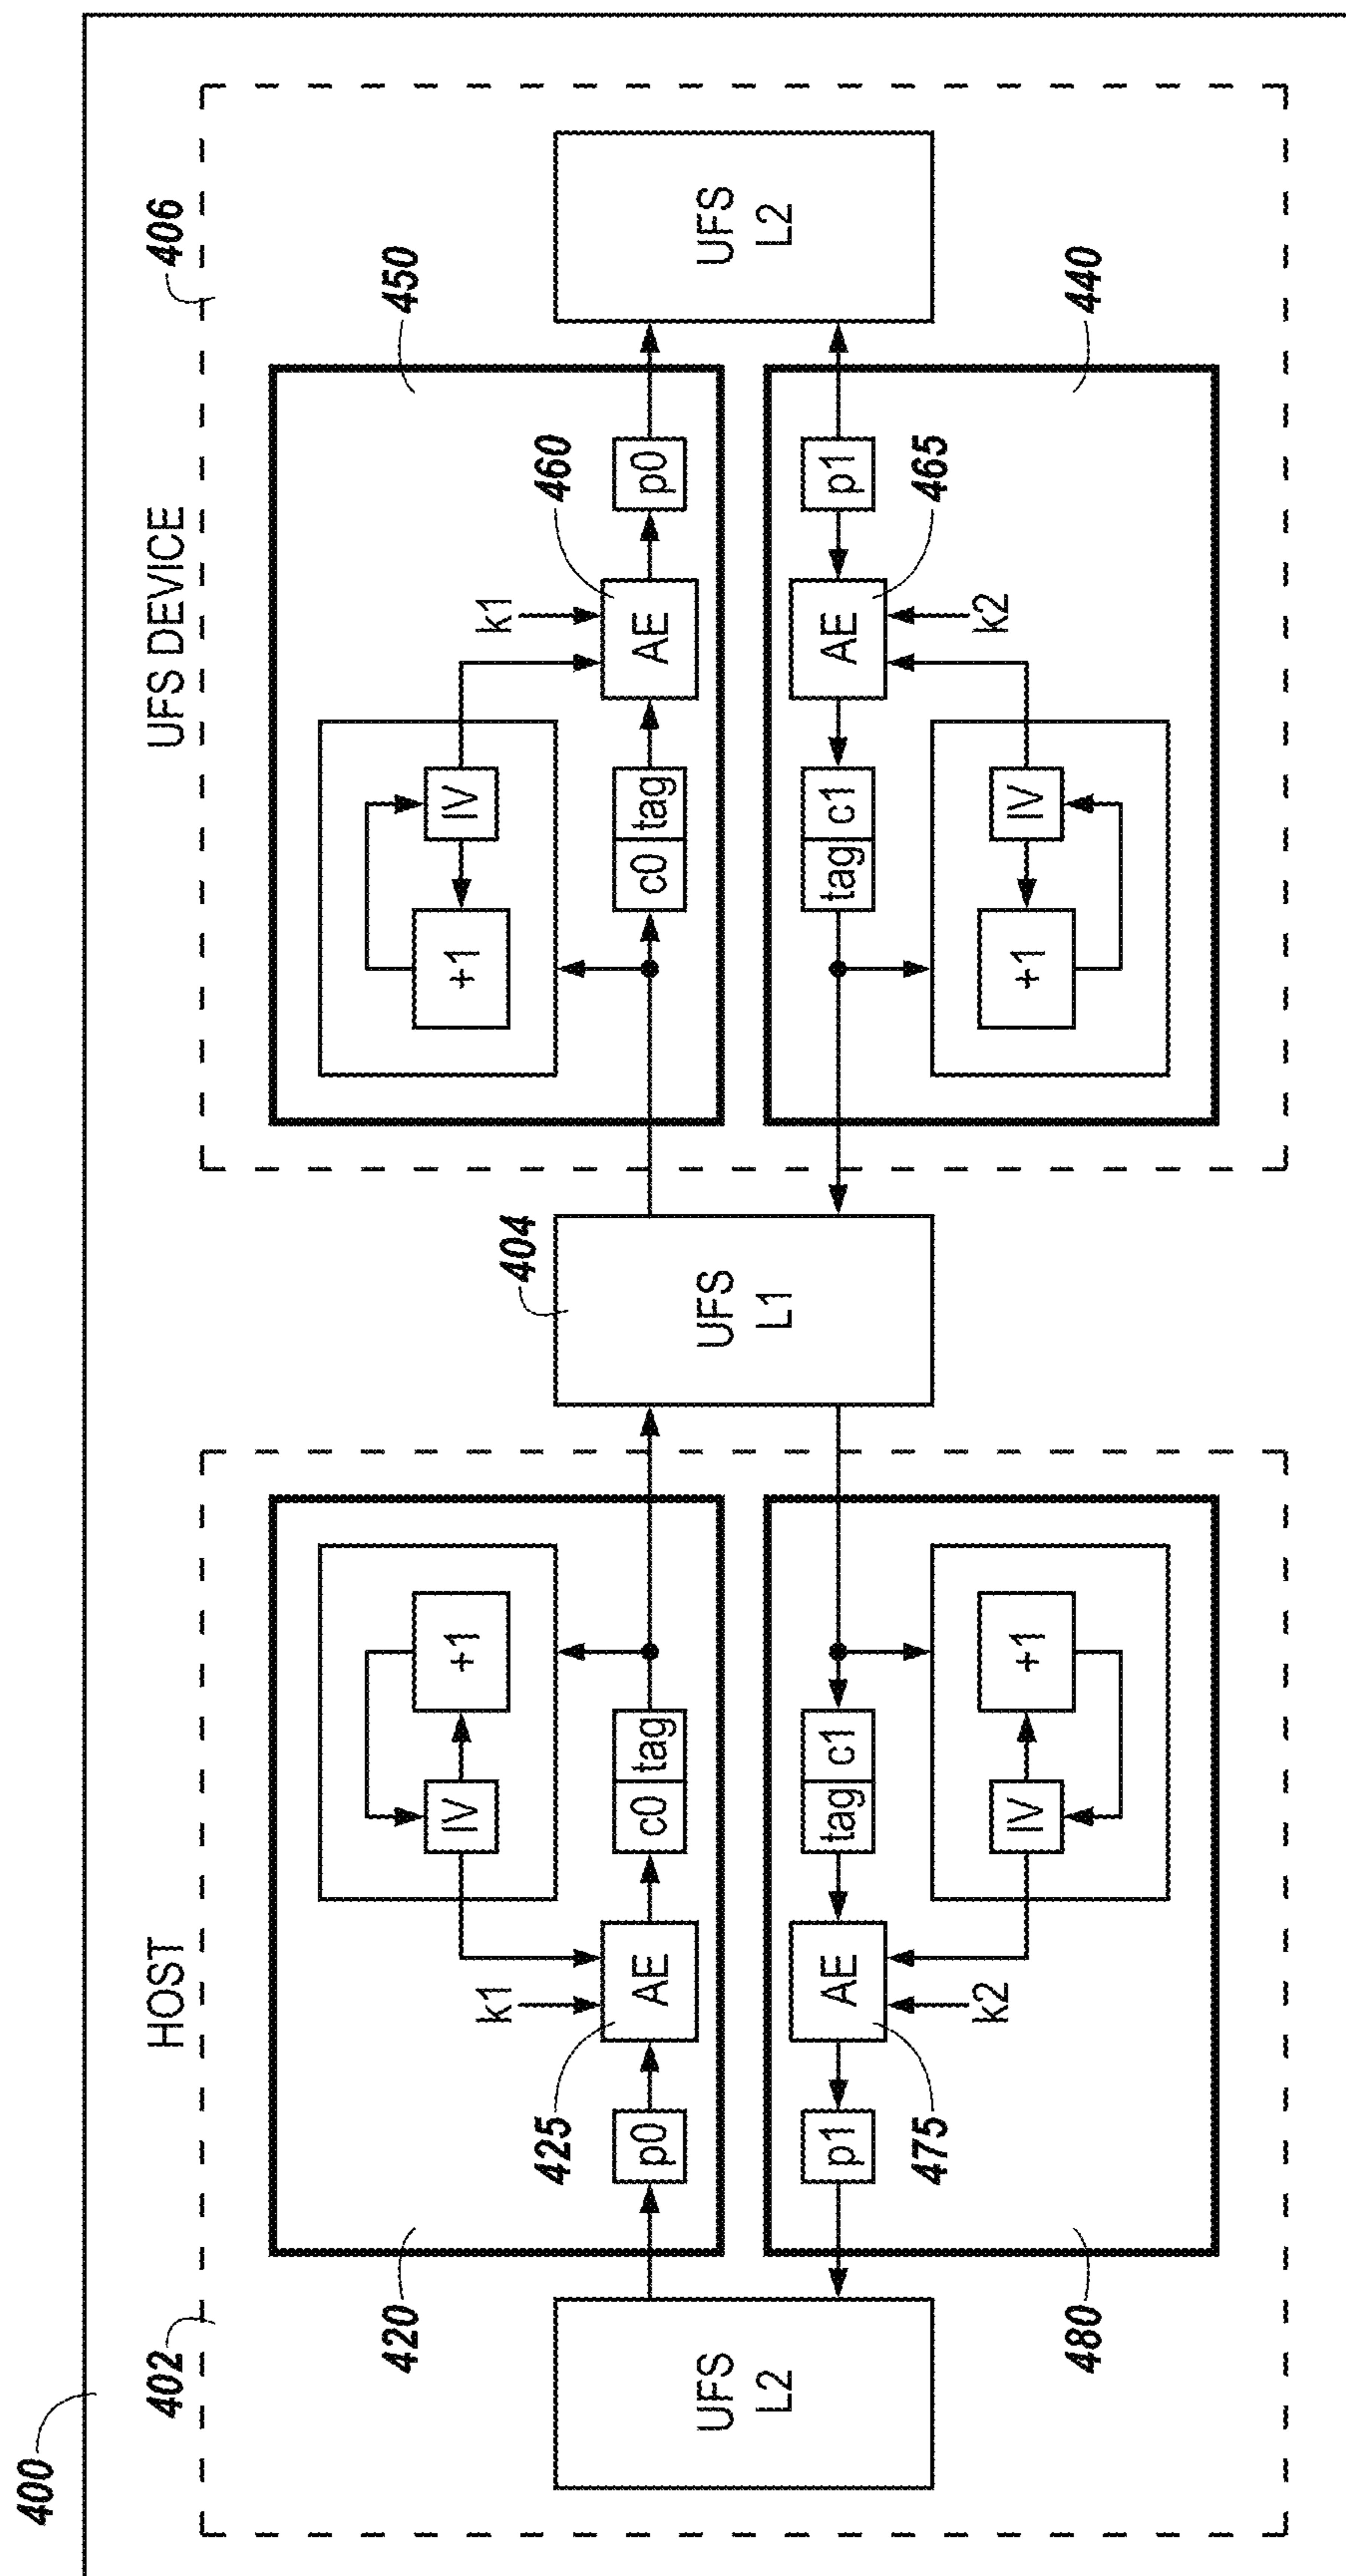 400
402
HOST
UFS DEVICE
406
420
450
IV
+1
+1
IV
k1
404
k1
425
460
p0
AE
c0 tag
c0 tag
AE
p0
UFS
L2
UFS
L1
UFS
L2
p1
AE
tag c1
tag c1
AE
p1
475
465
k2
k2
IV
+1
+1
IV
480
440